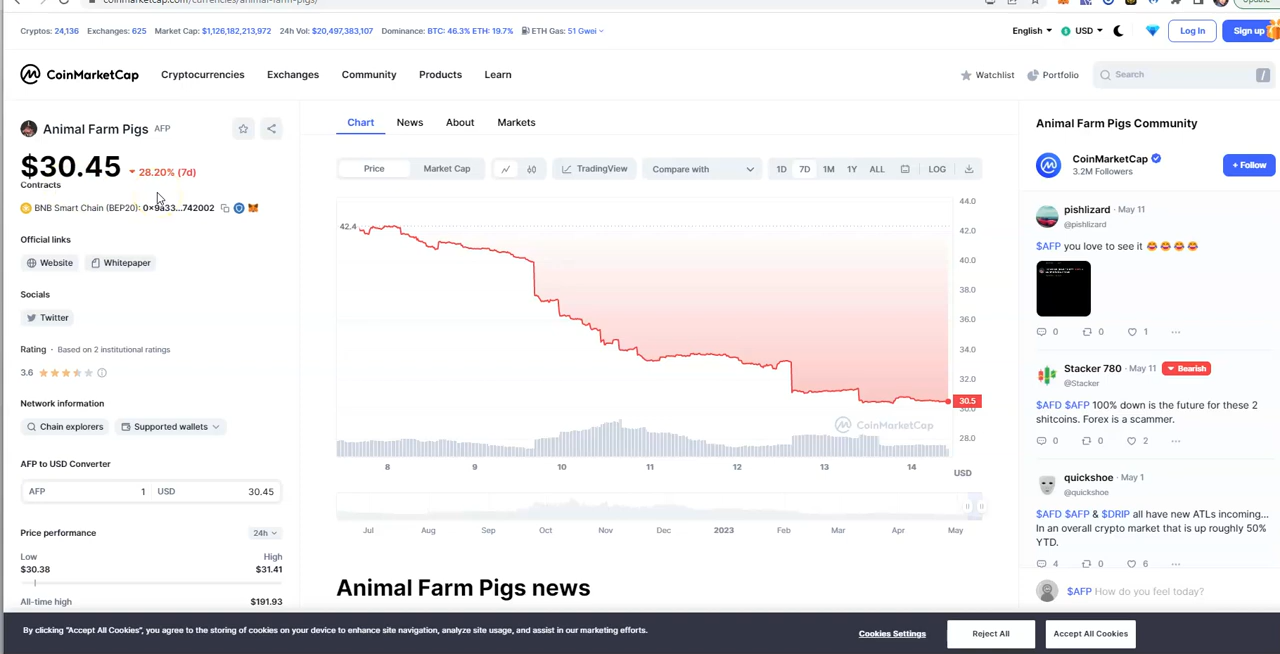 coinmarketcap.com/currencies/animal-farm-pigs/
Update
Cryptos: 24,136 Exchanges: 625 Market Cap: $1,126,182,213,972 24h Vol: $20,497,383,107 Dominance: BTC: 46.3% ETH: 19.7% ETH Gas: 51 Gwei
English USD Log In Sign up
CoinMarketCap Cryptocurrencies Exchanges Community Products Learn
Watchlist Portfolio Search /
Animal Farm Pigs AFP
$30.45 28.20% (7d)
Contracts
BNB Smart Chain (BEP20): 0x9a33...742002
Official links
Website Whitepaper
Socials
Twitter
Rating · Based on 2 institutional ratings
3.6
Network information
Chain explorers Supported wallets
AFP to USD Converter
AFP 1 USD 30.45
Price performance 24h
Low High
$30.38 $31.41
All-time high $191.93
Chart News About Markets
Price Market Cap TradingView Compare with 1D 7D 1M 1Y ALL LOG
42.4
44.0
42.0
40.0
38.0
36.0
34.0
32.0
30.5
30.0
28.0
CoinMarketCap
8 9 10 11 12 13 14 USD
Jul Aug Sep Oct Nov Dec 2023 Feb Mar Apr May
Animal Farm Pigs news
Animal Farm Pigs Community
CoinMarketCap
3.2M Followers
+ Follow
pishlizard · May 11
@pishlizard
$AFP you love to see it 😂😂😂😂
0 0 1 ...
Stacker 780 · May 11 Bearish
@Stacker
$AFD $AFP 100% down is the future for these 2
shitcoins. Forex is a scammer.
0 0 2 ...
quickshoe · May 1
@quickshoe
$AFD $AFP & $DRIP all have new ATLs incoming...
In an overall crypto market that is up roughly 50%
YTD.
4 0 6 ...
$AFP How do you feel today?
By clicking "Accept All Cookies", you agree to the storing of cookies on your device to enhance site navigation, analyze site usage, and assist in our marketing efforts.
Cookies Settings Reject All Accept All Cookies